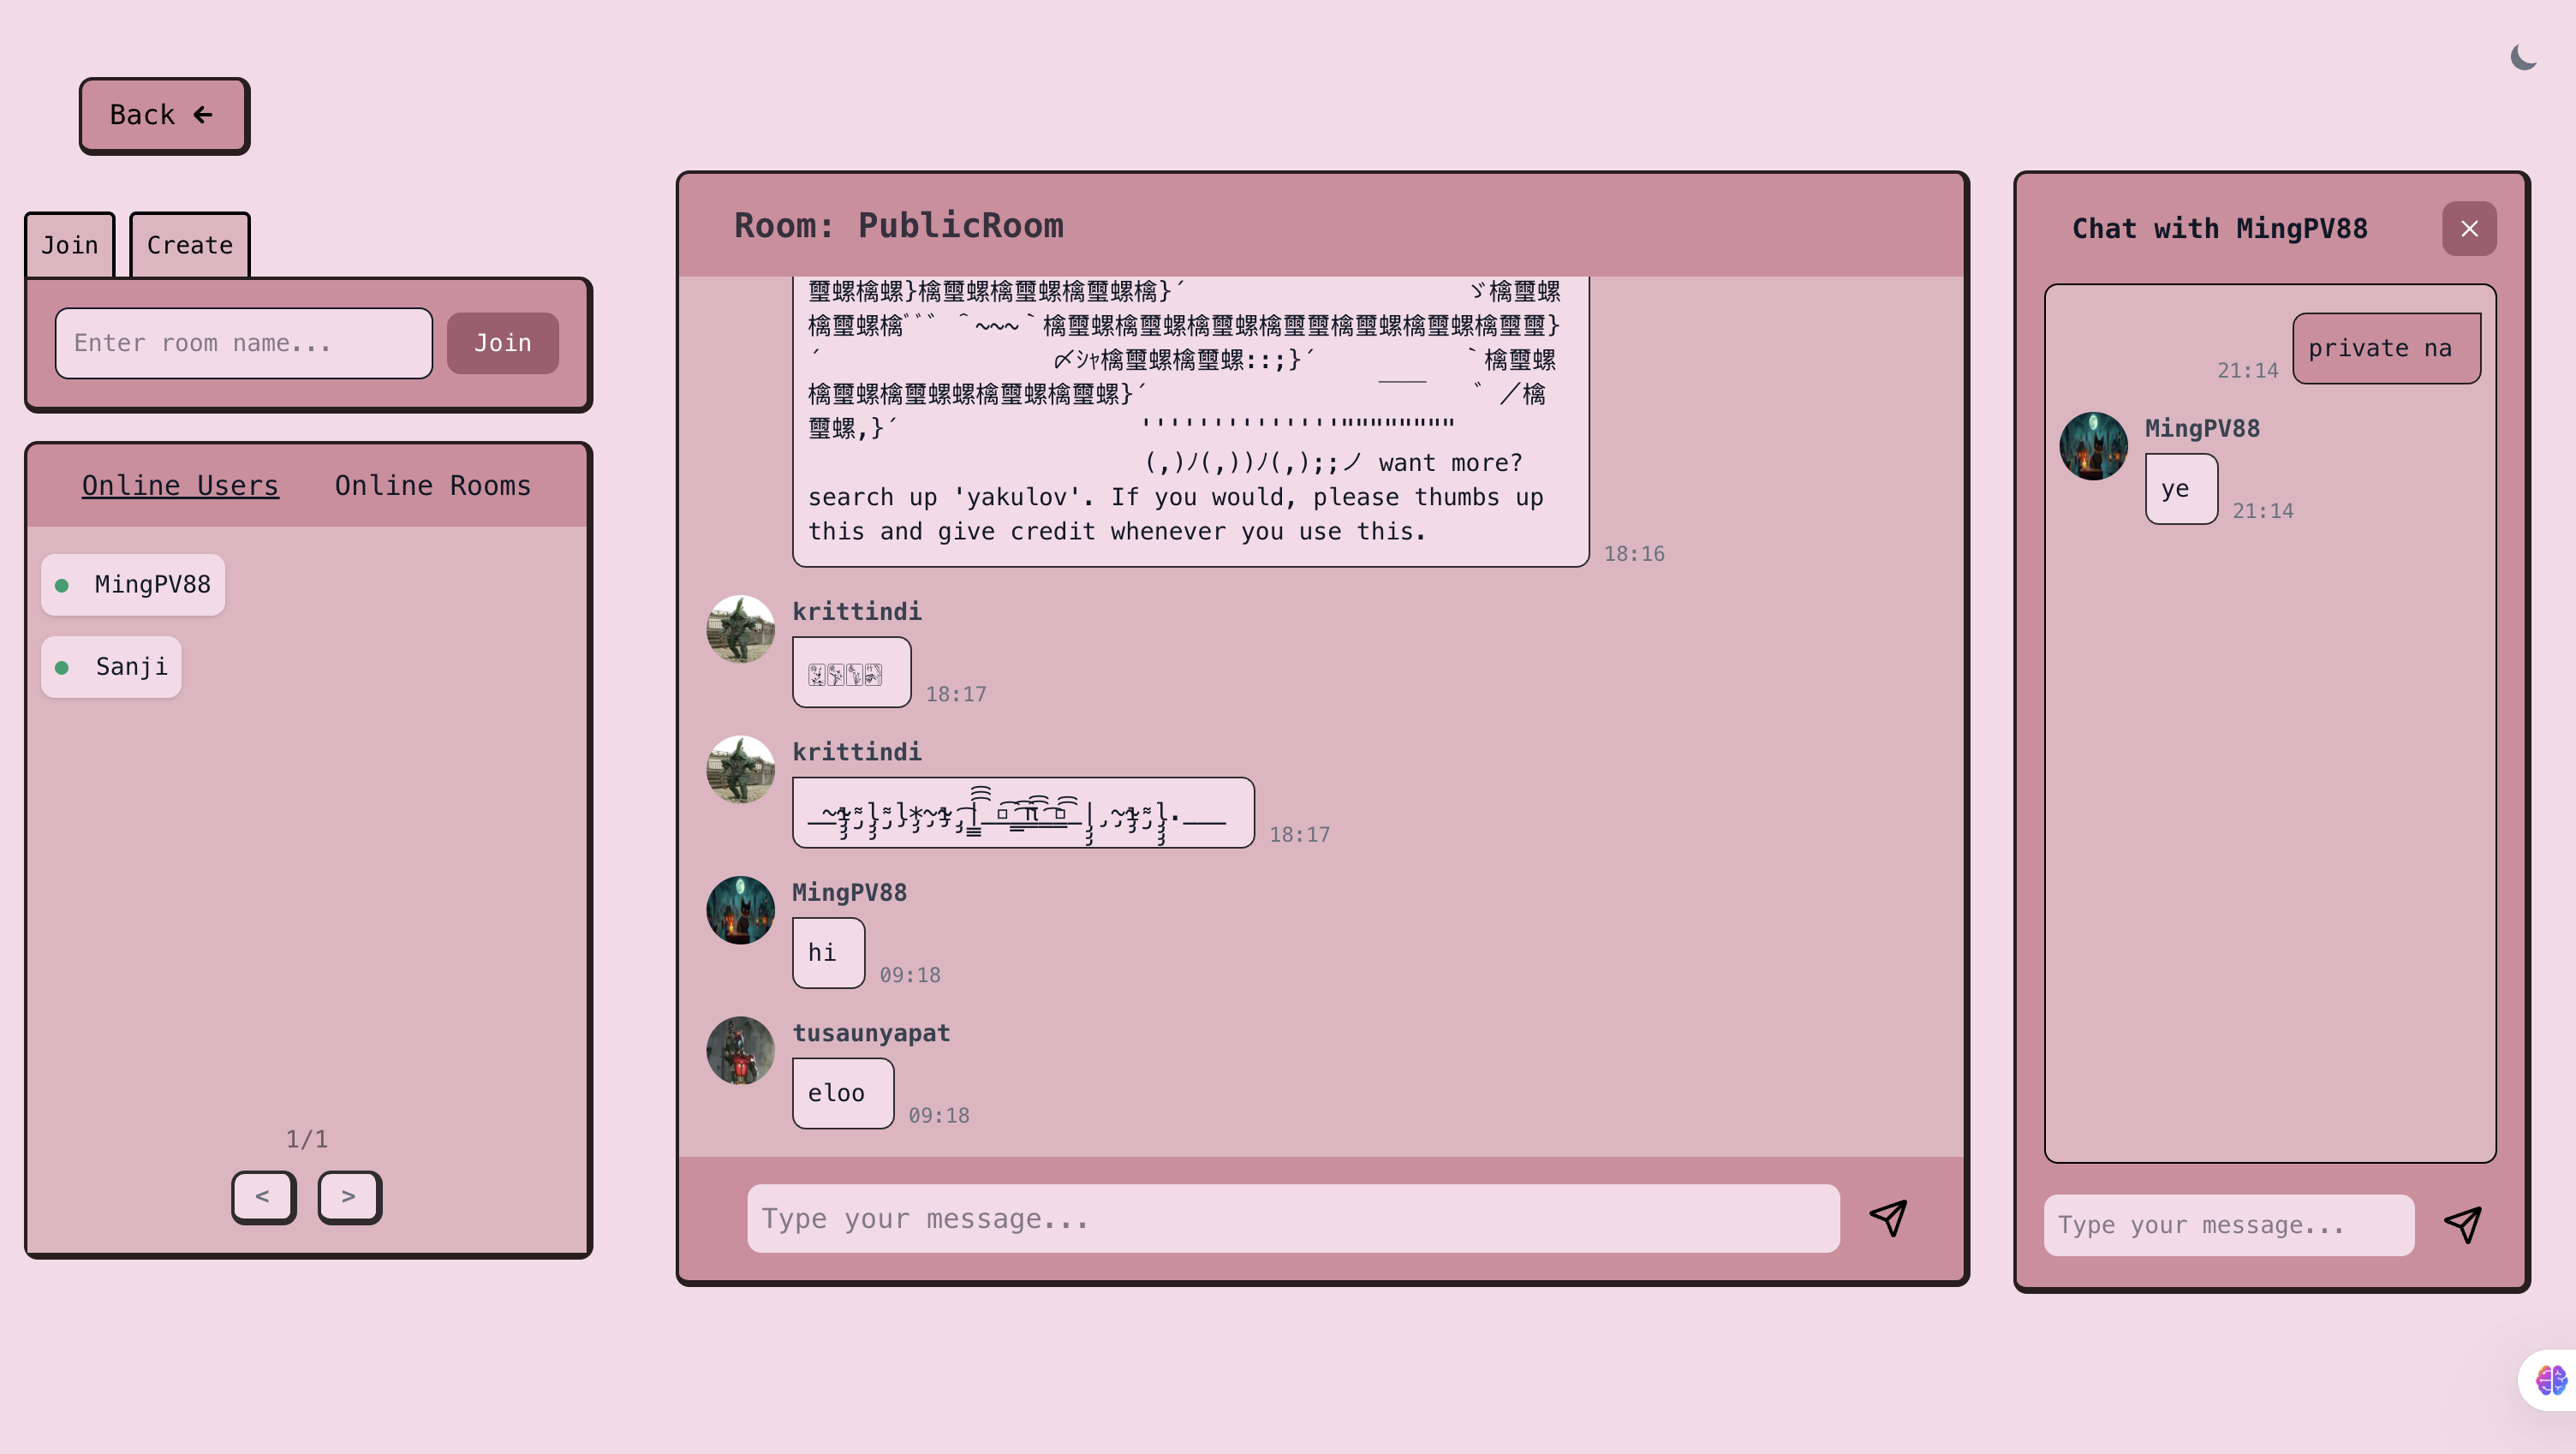 Back
Join
Create
Enter room name...
Join
Online Users
Online Rooms
MingPV88
Sanji
1/1
<
>
Room: PublicRoom
璽螺檎螺}檎璽螺檎璽螺檎璽螺檎}´ ゞ檎璽螺
檎璽螺檎゛゛゛ ＾~~~｀檎璽螺檎璽螺檎璽螺檎璽璽檎璽螺檎璽螺檎璽璽}
´ 〆ｼｬ檎璽螺檎璽螺::;}´ ｀檎璽螺
檎璽螺檎璽螺螺檎璽螺檎璽螺}´ ￣￣ ゛／檎
璽螺,}´ ''''''''''''''"""""""""
(,)ﾉ(,))ﾉ(,);;ノ want more?
search up 'yakulov'. If you would, please thumbs up
this and give credit whenever you use this.
18:16
krittindi
18:17
krittindi
18:17
MingPV88
hi
09:18
tusaunyapat
eloo
09:18
Type your message...
Chat with MingPV88
private na
21:14
MingPV88
ye
21:14
Type your message...